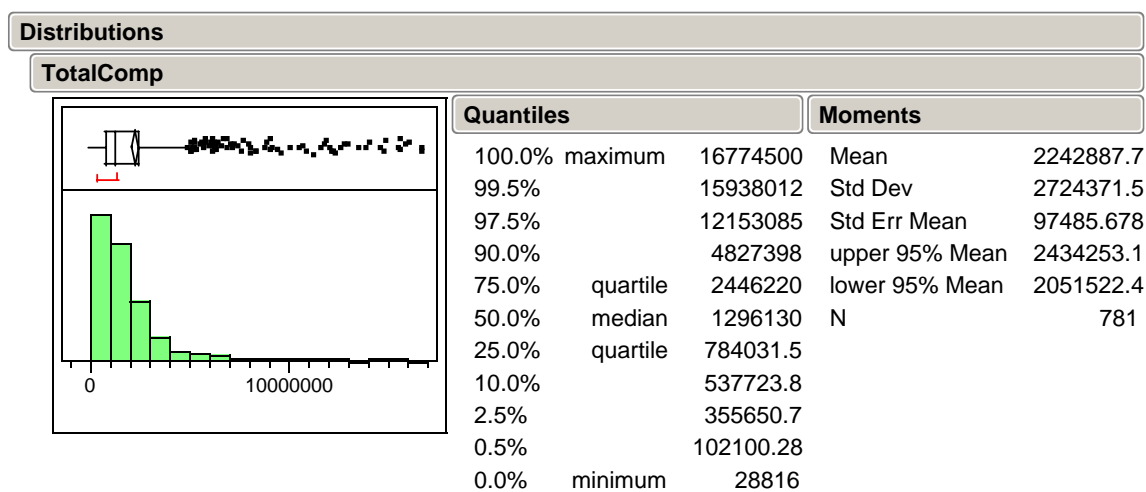 Distributions
TotalComp
0 10000000
Quantiles
100.0% maximum 16774500
99.5% 15938012
97.5% 12153085
90.0% 4827398
75.0% quartile 2446220
50.0% median 1296130
25.0% quartile 784031.5
10.0% 537723.8
2.5% 355650.7
0.5% 102100.28
0.0% minimum 28816
Moments
Mean 2242887.7
Std Dev 2724371.5
Std Err Mean 97485.678
upper 95% Mean 2434253.1
lower 95% Mean 2051522.4
N 781